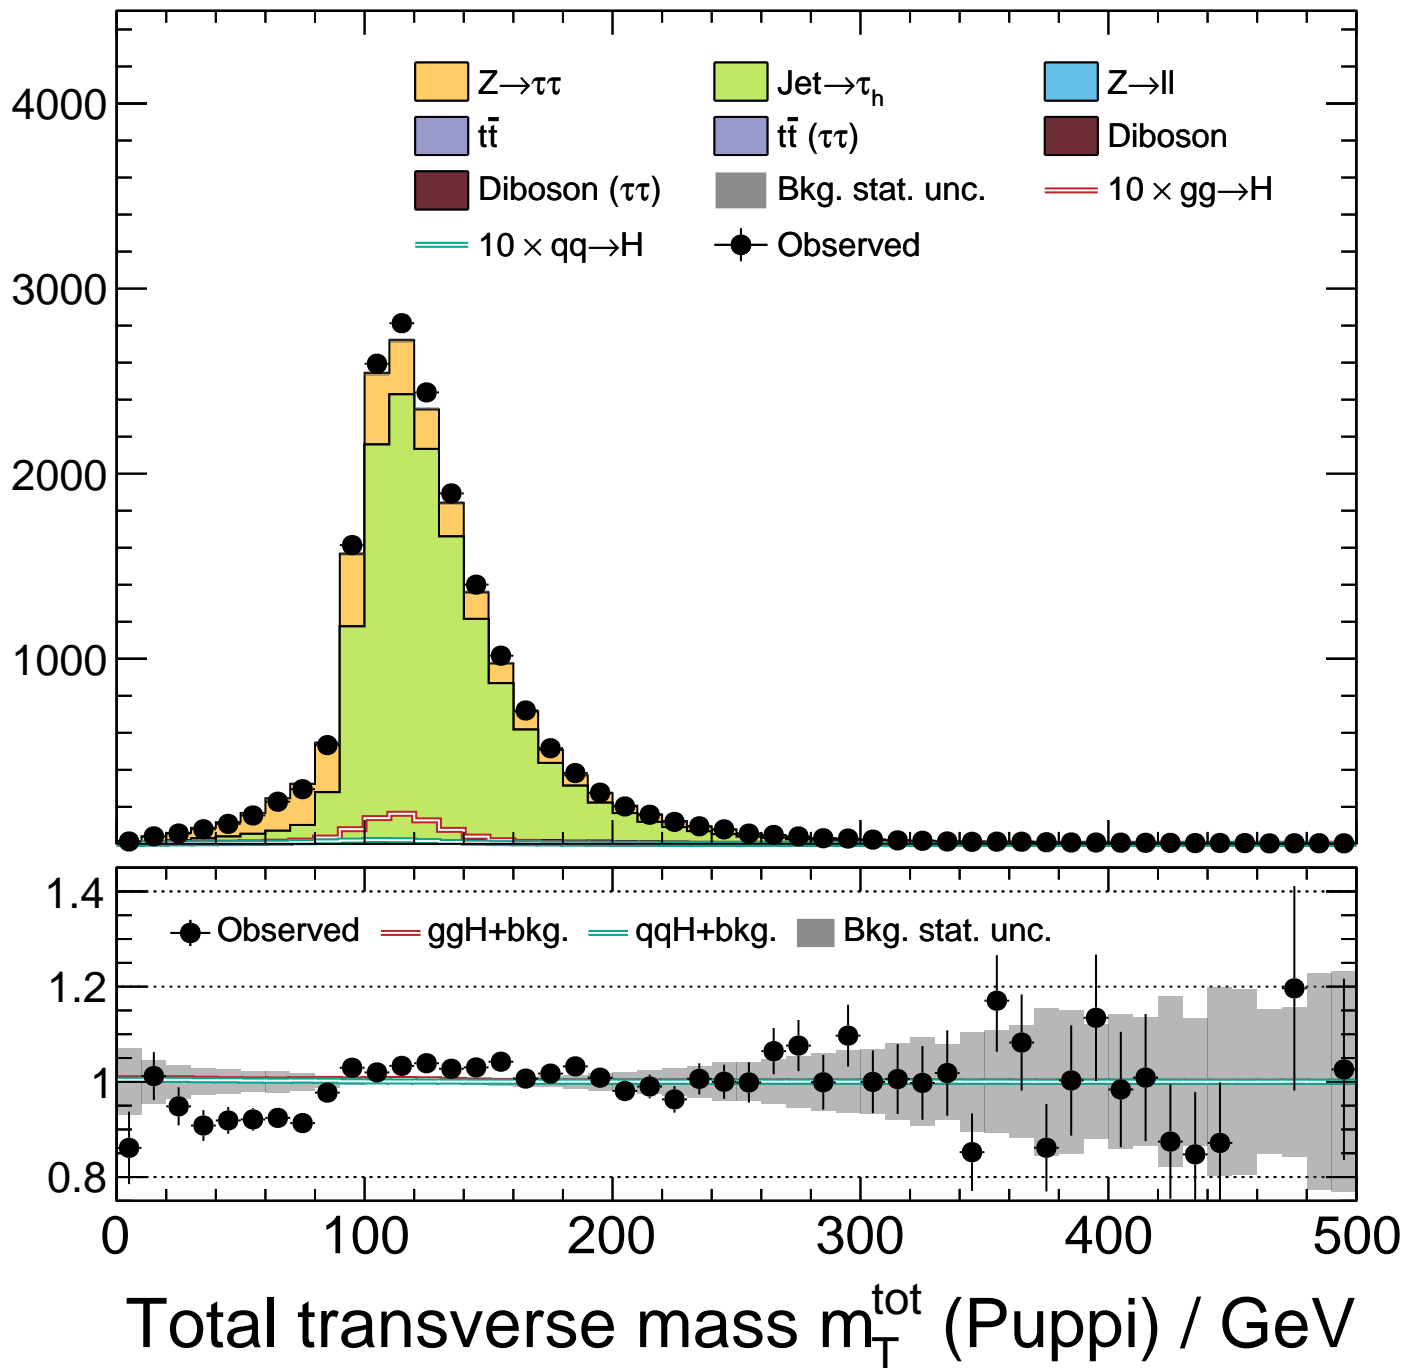 4000
3000
2000
1000
Z→ττ Jet→τh Z→ll
tt̄ tt̄ (ττ) Diboson
Diboson (ττ) Bkg. stat. unc. 10 × gg→H
10 × qq→H Observed
1.4
1.2
1
0.8
Observed ggH+bkg. qqH+bkg. Bkg. stat. unc.
0 100 200 300 400 500
Total transverse mass m_T^tot (Puppi) / GeV